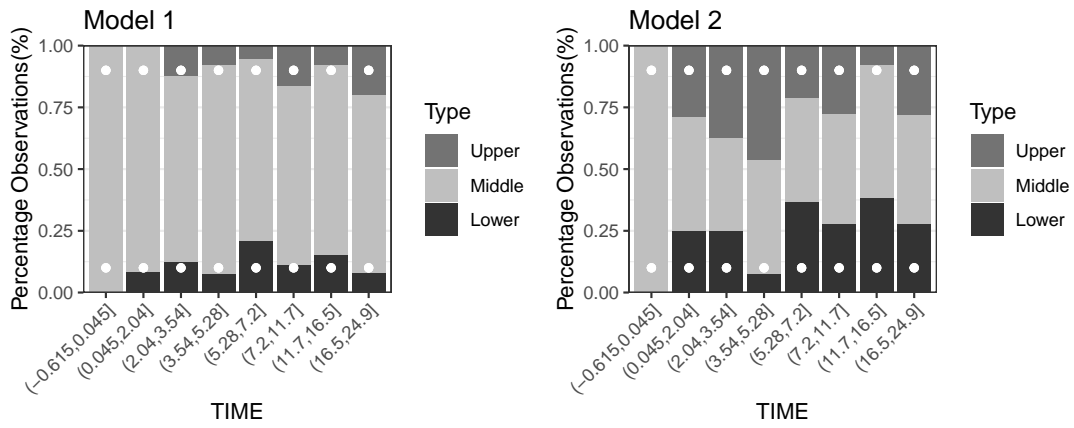 Model 1
Percentage Observations(%)
1.00
0.75
0.50
0.25
0.00
(−0.615,0.045]
(0.045,2.04]
(2.04,3.54]
(3.54,5.28]
(5.28,7.2]
(7.2,11.7]
(11.7,16.5]
(16.5,24.9]
TIME
Type
Upper
Middle
Lower
Model 2
Percentage Observations(%)
1.00
0.75
0.50
0.25
0.00
(−0.615,0.045]
(0.045,2.04]
(2.04,3.54]
(3.54,5.28]
(5.28,7.2]
(7.2,11.7]
(11.7,16.5]
(16.5,24.9]
TIME
Type
Upper
Middle
Lower